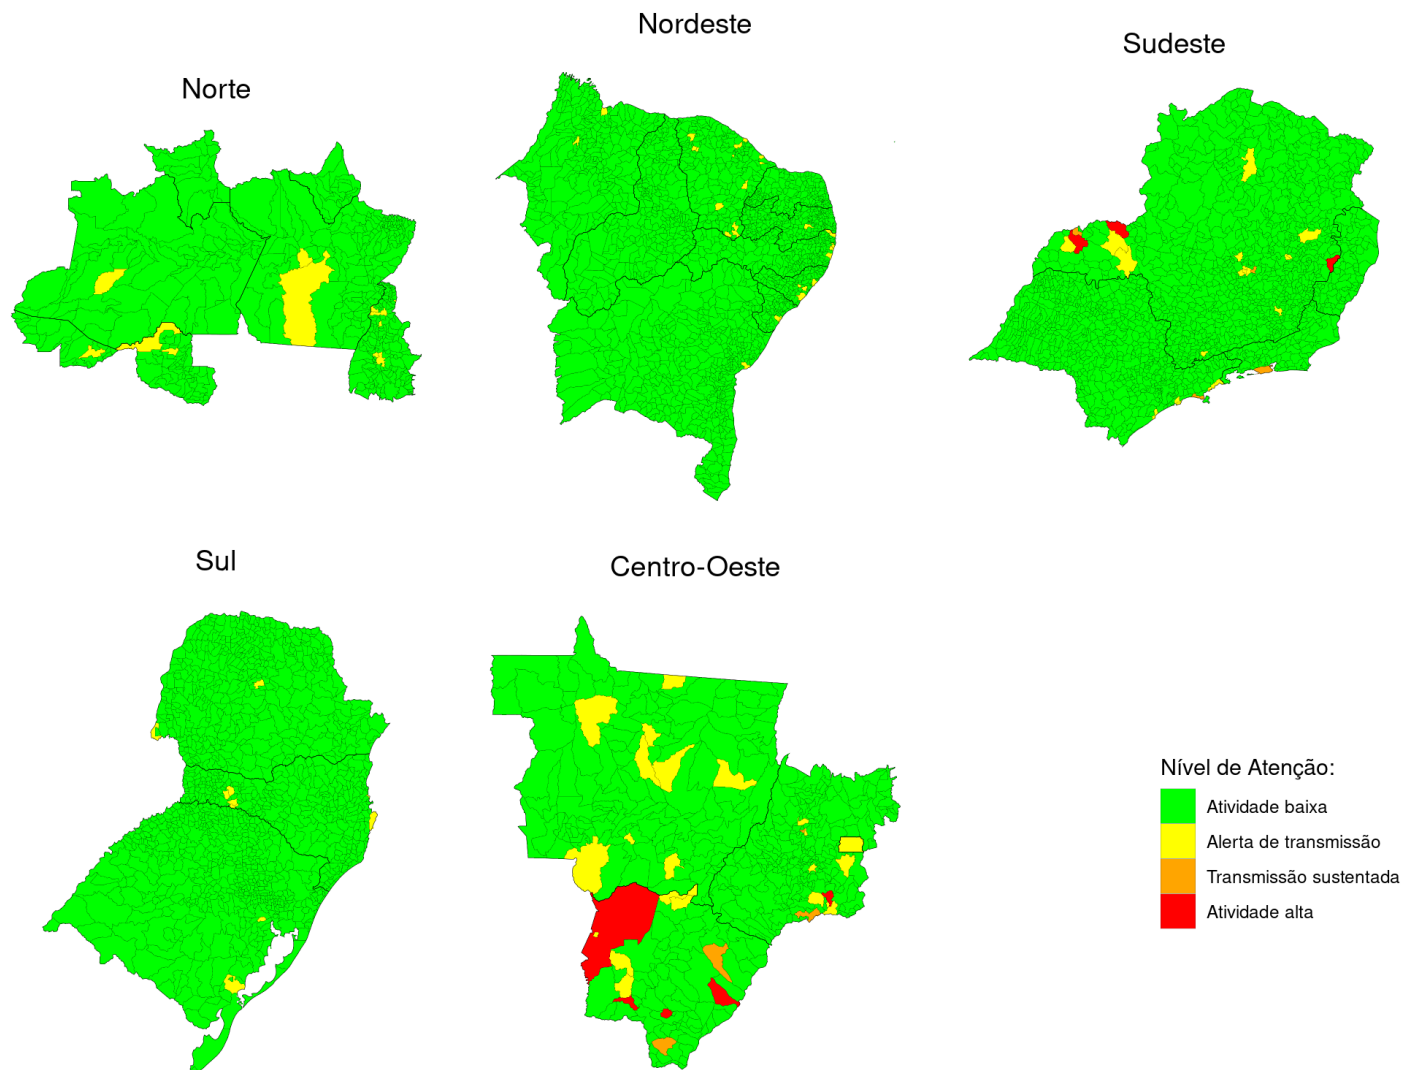 Nordeste
Sudeste
Norte
Sul
Centro-Oeste
Nível de Atenção:
Atividade baixa
Alerta de transmissão
Transmissão sustentada
Atividade alta